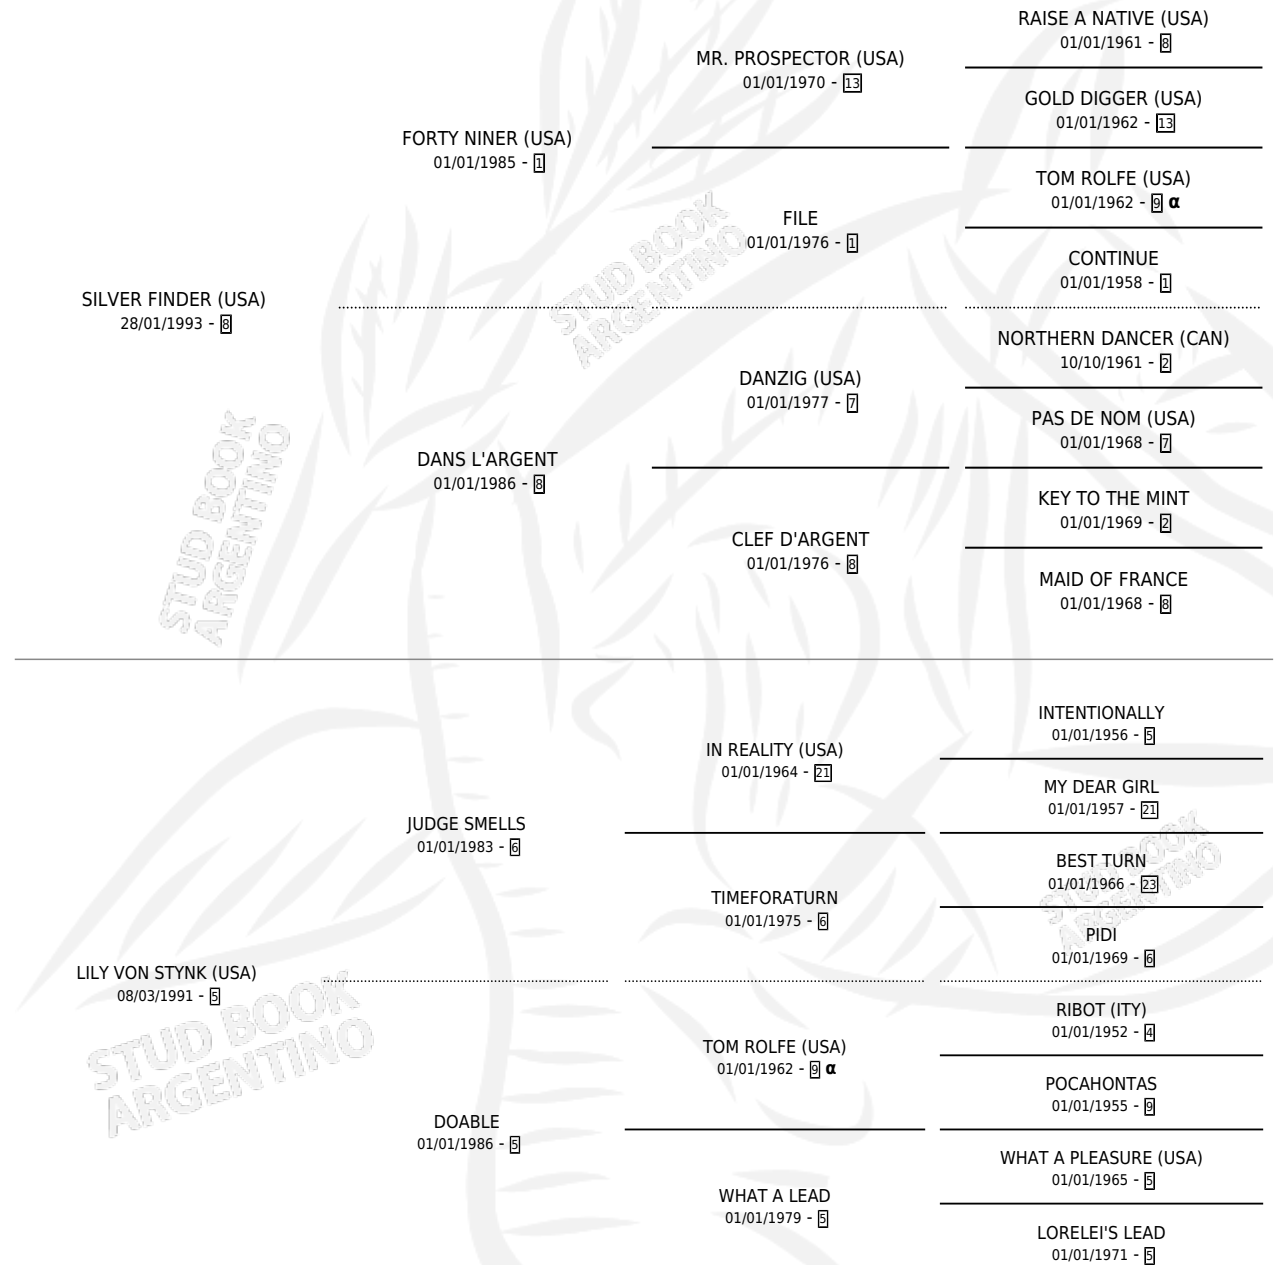 RAISE A NATIVE (USA)
01/01/1961 - 8
MR. PROSPECTOR (USA)
01/01/1970 - 13
GOLD DIGGER (USA)
01/01/1962 - 13
FORTY NINER (USA)
01/01/1985 - 1
TOM ROLFE (USA)
01/01/1962 - 9 α
FILE
01/01/1976 - 1
CONTINUE
01/01/1958 - 1
SILVER FINDER (USA)
28/01/1993 - 8
NORTHERN DANCER (CAN)
10/10/1961 - 2
DANZIG (USA)
01/01/1977 - 7
PAS DE NOM (USA)
01/01/1968 - 7
DANS L'ARGENT
01/01/1986 - 8
KEY TO THE MINT
01/01/1969 - 2
CLEF D'ARGENT
01/01/1976 - 8
MAID OF FRANCE
01/01/1968 - 8
INTENTIONALLY
01/01/1956 - 5
IN REALITY (USA)
01/01/1964 - 21
MY DEAR GIRL
01/01/1957 - 21
JUDGE SMELLS
01/01/1983 - 6
BEST TURN
01/01/1966 - 23
TIMEFORATURN
01/01/1975 - 6
PIDI
01/01/1969 - 6
LILY VON STYNK (USA)
08/03/1991 - 5
RIBOT (ITY)
01/01/1952 - 4
TOM ROLFE (USA)
01/01/1962 - 9 α
POCAHONTAS
01/01/1955 - 9
DOABLE
01/01/1986 - 5
WHAT A PLEASURE (USA)
01/01/1965 - 5
WHAT A LEAD
01/01/1979 - 5
LORELEI'S LEAD
01/01/1971 - 5
STUD BOOK
ARGENTINO
STUD BOOK
ARGENTINO
STUD BOOK
ARGENTINO
STUD BOOK
ARGENTINO